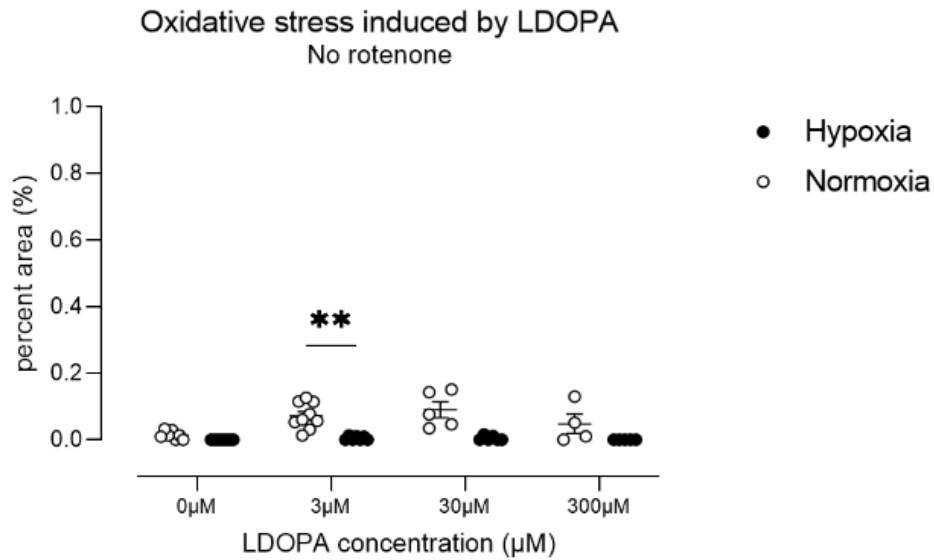 Oxidative stress induced by LDOPA
No rotenone
percent area (%)
1.0
0.8
0.6
0.4
0.2
0.0
**
0µM
3µM
30µM
300µM
LDOPA concentration (µM)
Hypoxia
Normoxia